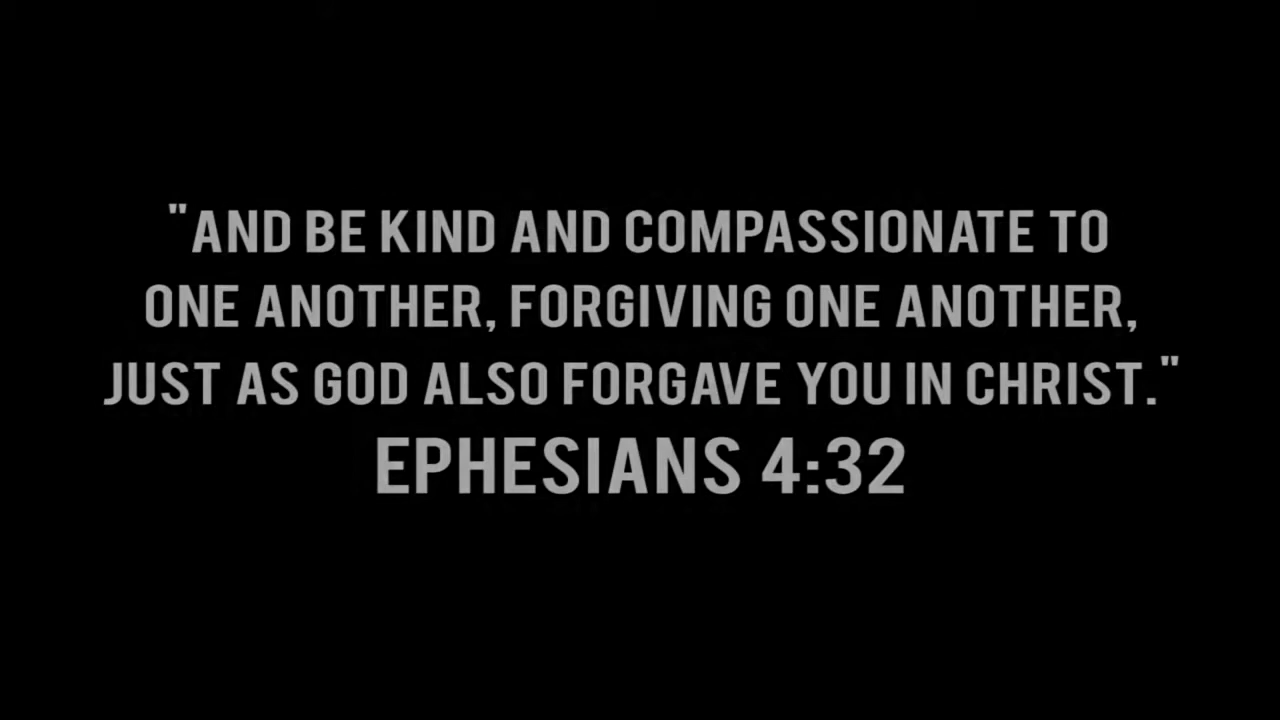 "AND BE KIND AND COMPASSIONATE TO
ONE ANOTHER, FORGIVING ONE ANOTHER,
JUST AS GOD ALSO FORGAVE YOU IN CHRIST."
EPHESIANS 4:32